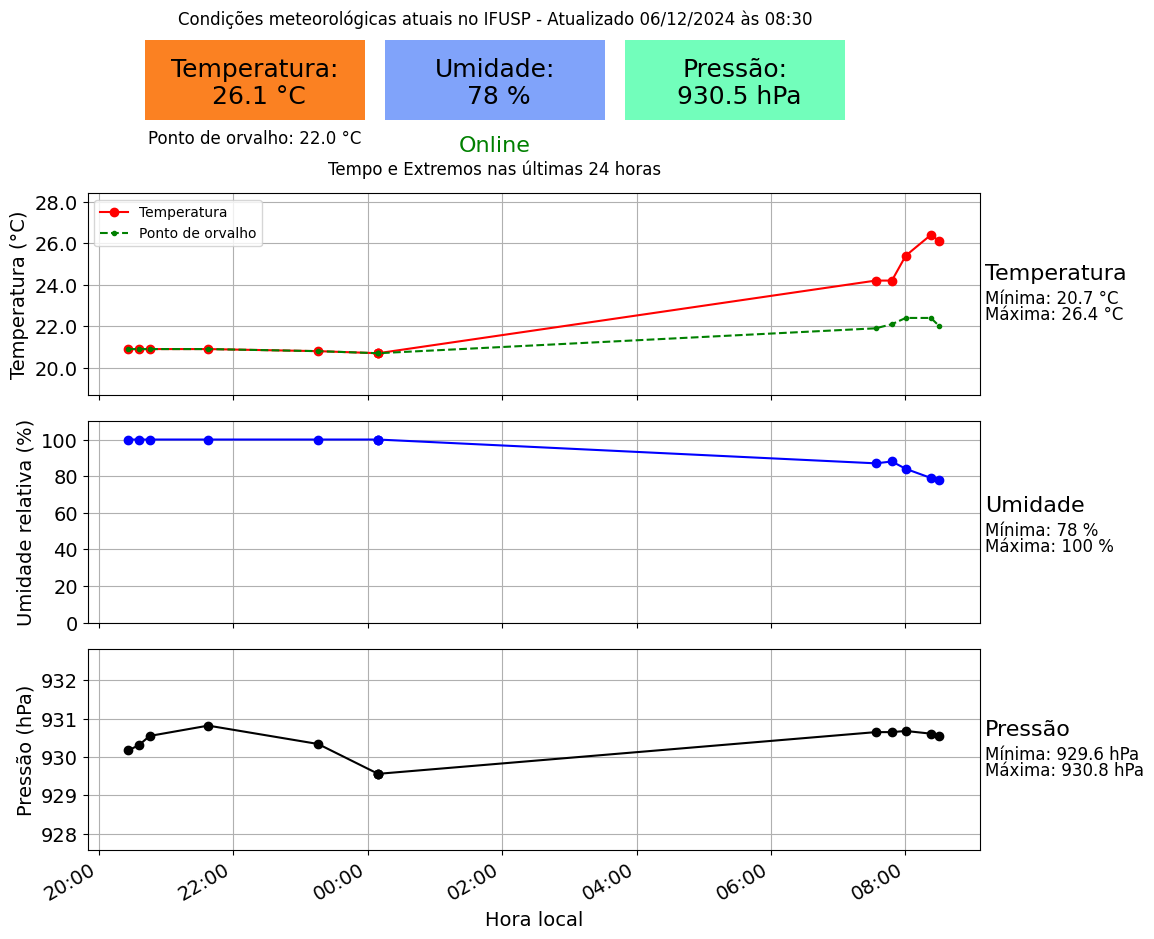 Condições meteorológicas atuais no IFUSP - Atualizado 06/12/2024 às 08:30
Temperatura:
26.1 °C
Umidade:
78 %
Pressão:
930.5 hPa
Ponto de orvalho: 22.0 °C
Online
Tempo e Extremos nas últimas 24 horas
Temperatura (°C)
28.0
26.0
24.0
22.0
20.0
Temperatura
Ponto de orvalho
Temperatura
Mínima: 20.7 °C
Máxima: 26.4 °C
Umidade relativa (%)
100
80
60
40
20
0
Umidade
Mínima: 78 %
Máxima: 100 %
Pressão (hPa)
932
931
930
929
928
Pressão
Mínima: 929.6 hPa
Máxima: 930.8 hPa
20:00
22:00
00:00
02:00
04:00
06:00
08:00
Hora local